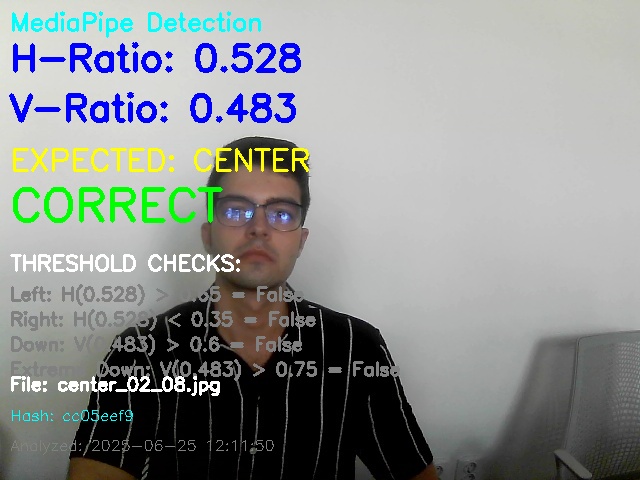 MediaPipe Detection
H-Ratio: 0.528
V-Ratio: 0.483
EXPECTED: CENTER
CORRECT
THRESHOLD CHECKS:
Left: H(0.528) > 0.65 = False
Right: H(0.528) < 0.35 = False
Down: V(0.483) > 0.6 = False
Extreme Down: V(0.483) > 0.75 = False
File: center_02_08.jpg
Hash: cc05eef9
Analyzed: 2025-06-25 12:11:50